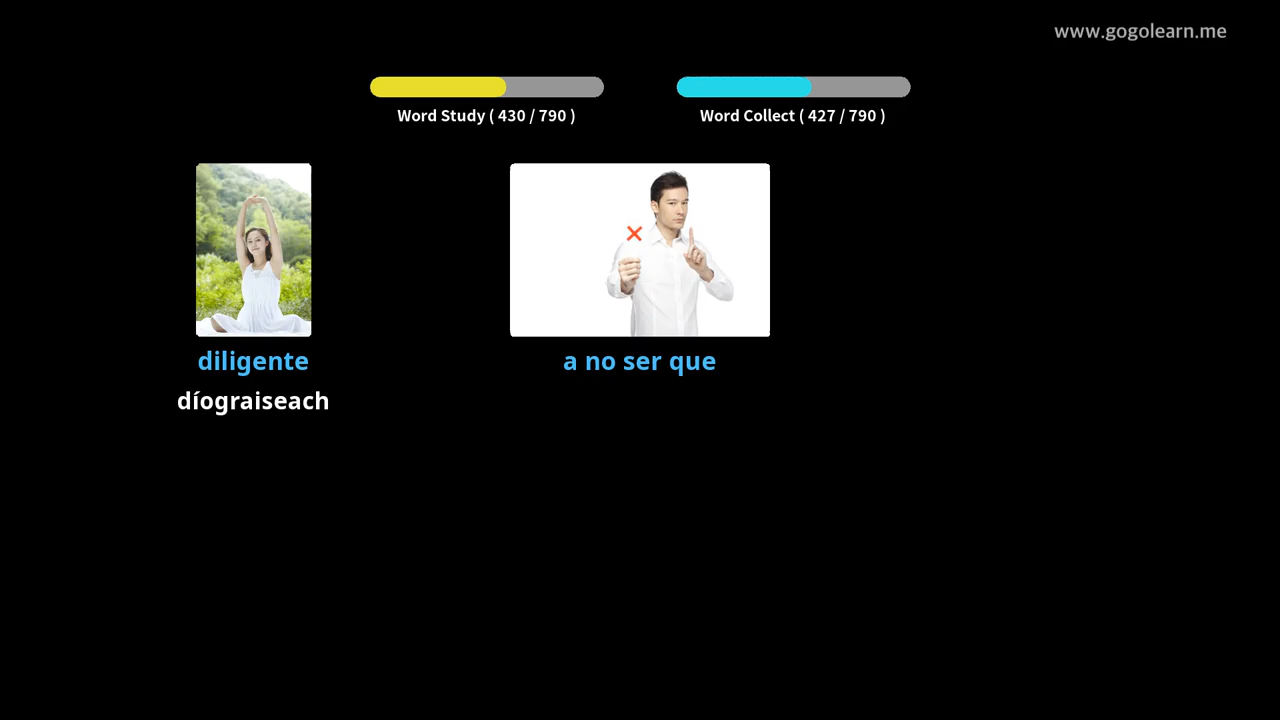 www.gogolearn.me
Word Study ( 430 / 790 )
Word Collect ( 427 / 790 )
diligente
díograiseach
a no ser que